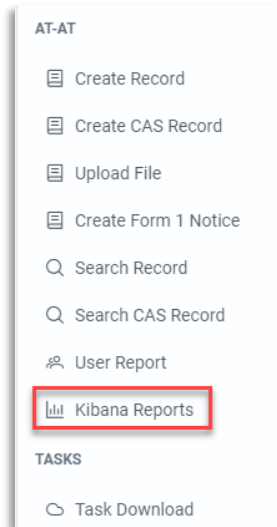 AT-AT
Create Record
Create CAS Record
Upload File
Create Form 1 Notice
Search Record
Search CAS Record
User Report
Kibana Reports
TASKS
Task Download